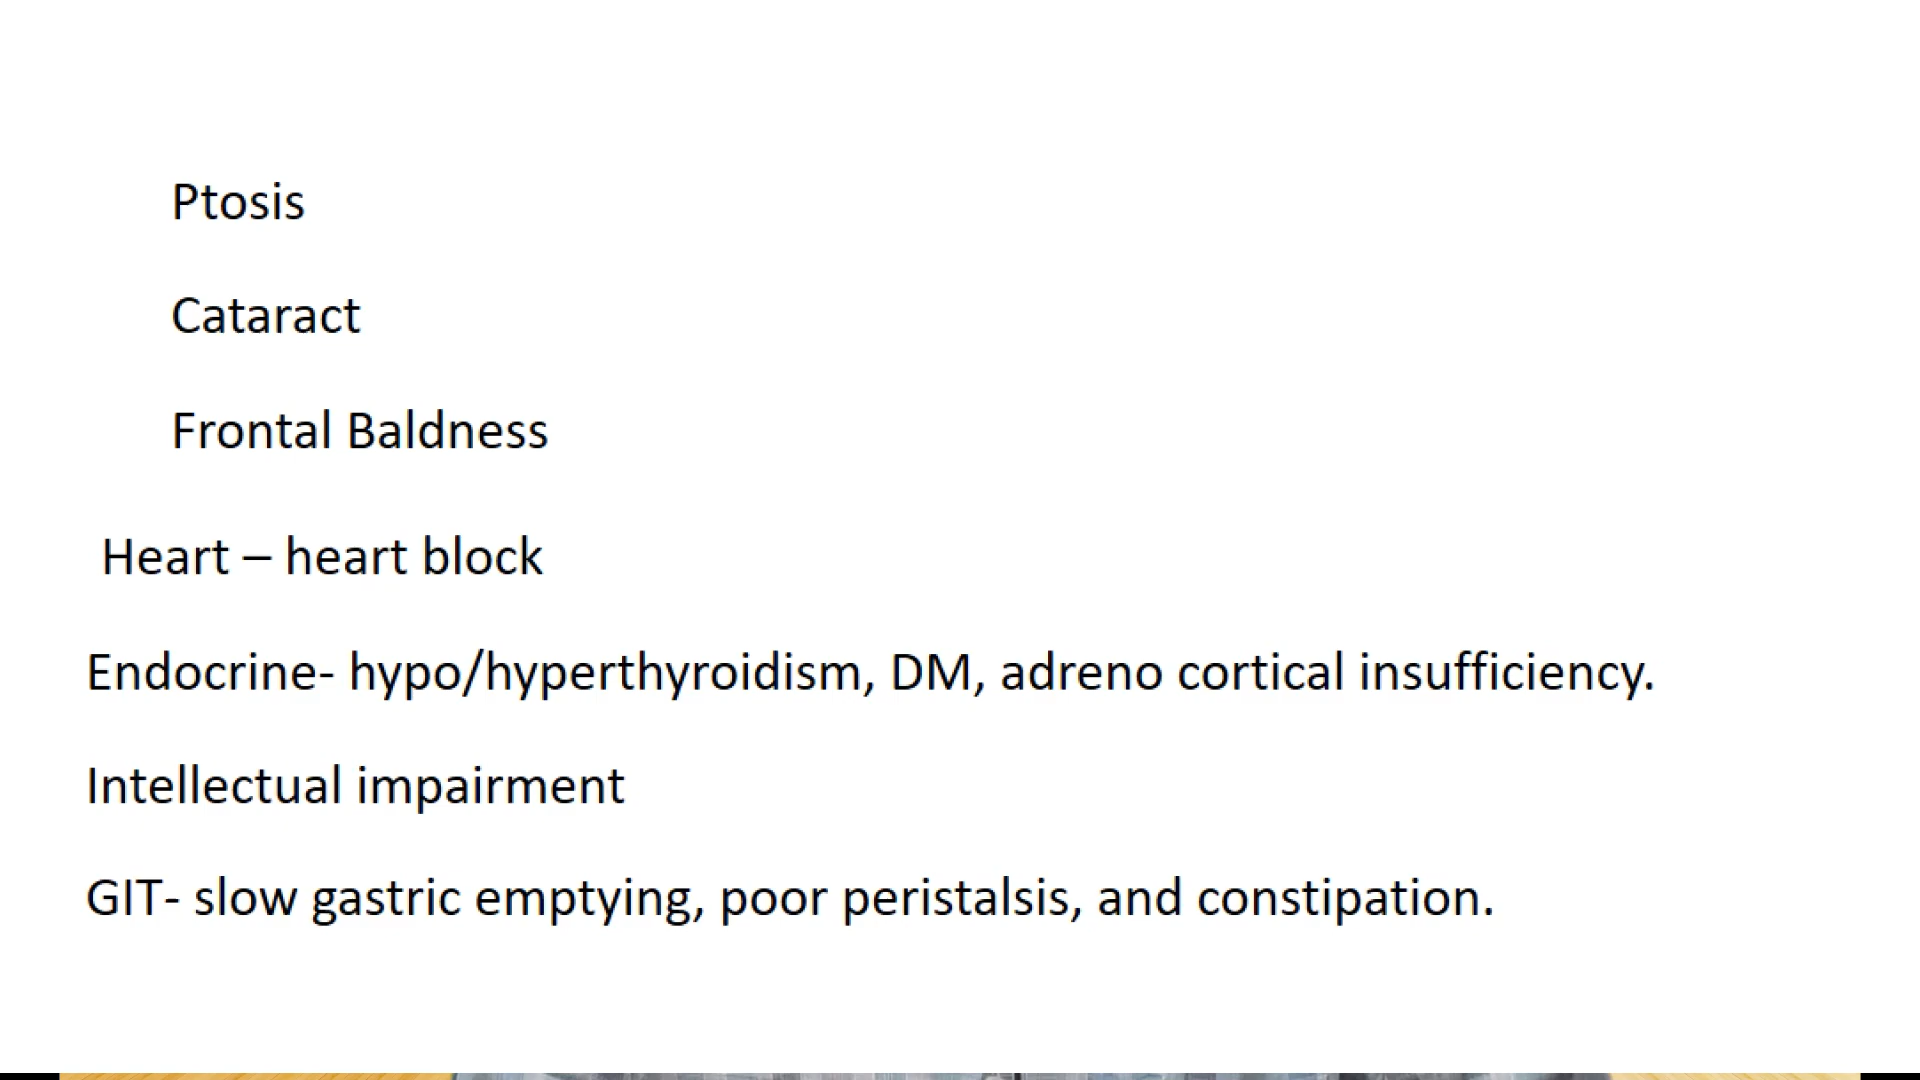 Ptosis
Cataract
Frontal Baldness
Heart – heart block
Endocrine- hypo/hyperthyroidism, DM, adreno cortical insufficiency.
Intellectual impairment
GIT- slow gastric emptying, poor peristalsis, and constipation.